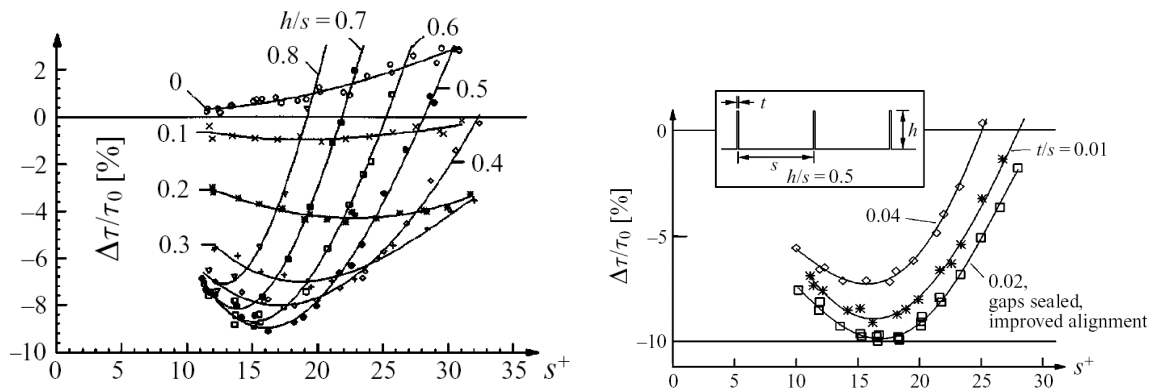 h/s = 0.7
0.6
0.8
0.5
0
0.1
0.2
0.3
0.4
Δτ/τ₀ [%]
2
0
−2
−4
−6
−8
−10
0 5 10 15 20 25 30 35 s⁺
t
h
s
h/s = 0.5
t/s = 0.01
0.04
0.02,
gaps sealed,
improved alignment
Δτ/τ₀ [%]
0
−5
−10
0 5 10 15 20 25 30 s⁺